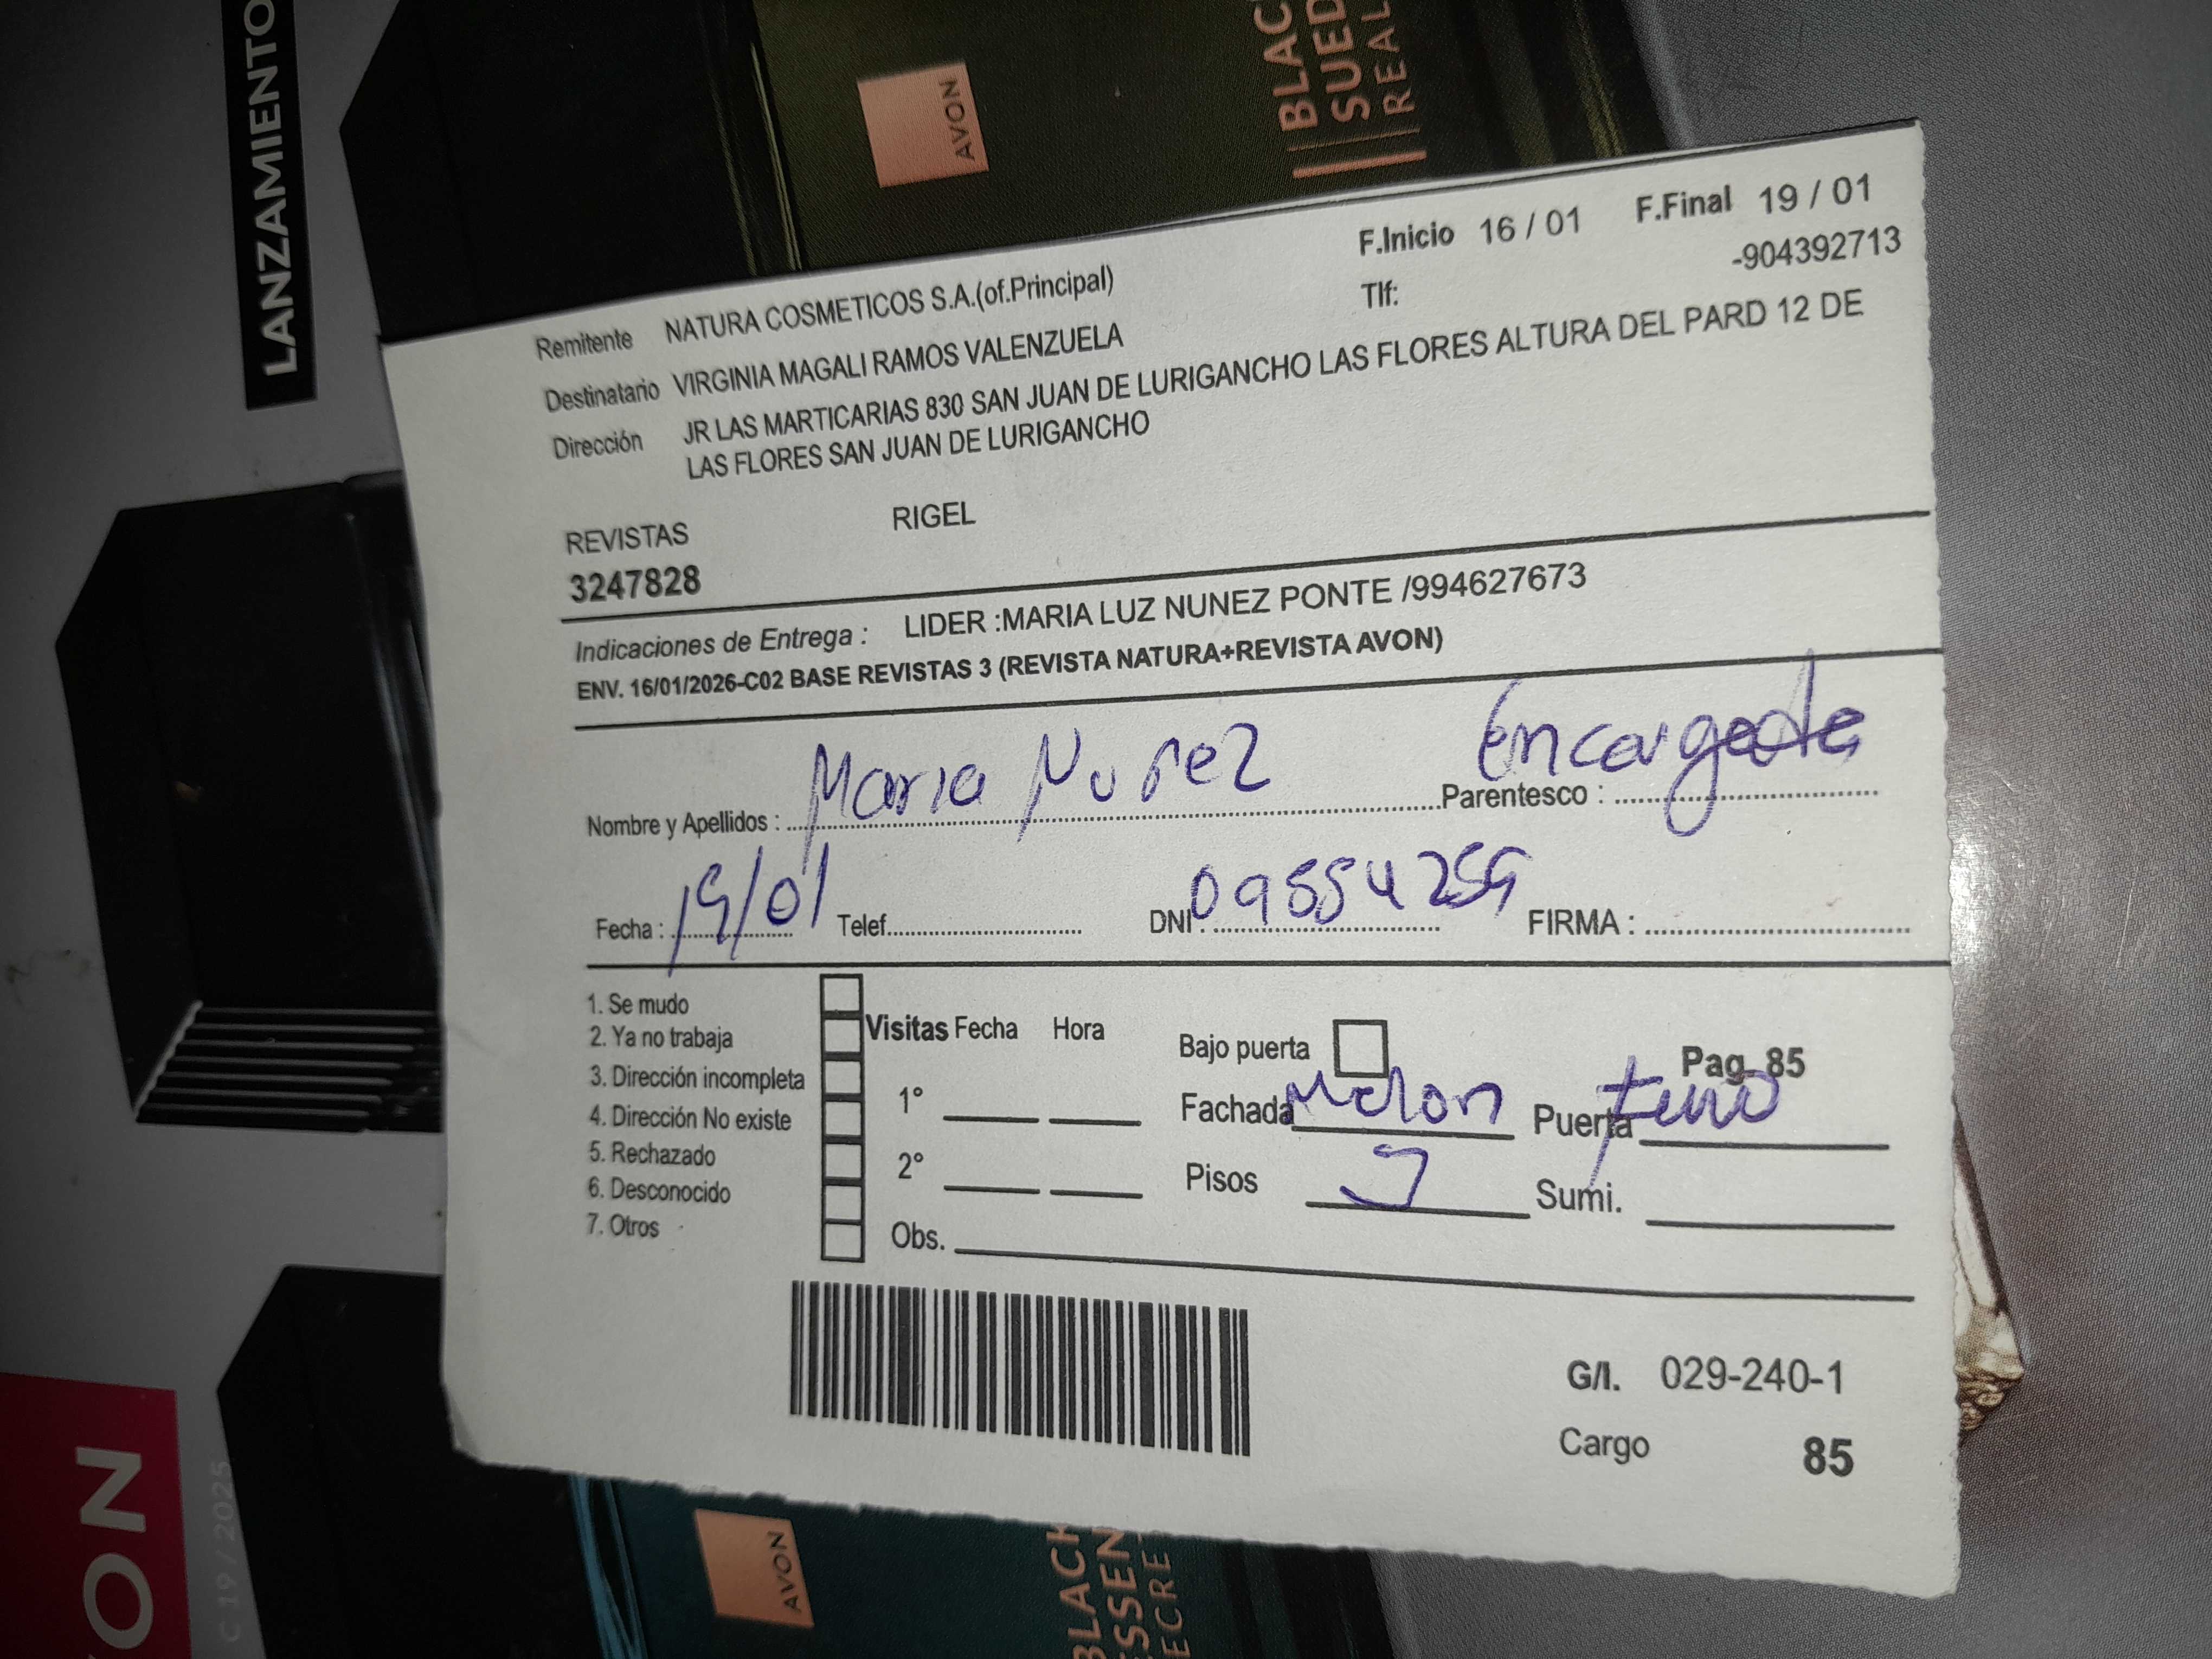 LANZAMIENTO
AVON
BLAC
SUED
REAL
F.Inicio 16 / 01 F.Final 19 / 01
Remitente NATURA COSMETICOS S.A.(of.Principal) Tlf: -904392713
Destinatario VIRGINIA MAGALI RAMOS VALENZUELA
Dirección JR LAS MARTICARIAS 830 SAN JUAN DE LURIGANCHO LAS FLORES ALTURA DEL PARD 12 DE
LAS FLORES SAN JUAN DE LURIGANCHO
REVISTAS RIGEL
3247828
Indicaciones de Entrega : LIDER :MARIA LUZ NUNEZ PONTE /994627673
ENV. 16/01/2026-C02 BASE REVISTAS 3 (REVISTA NATURA+REVISTA AVON)
Nombre y Apellidos : Maria Nuñez Parentesco : Encargada
Fecha : 19/01 Telef. DNI : FIRMA :
1. Se mudo
2. Ya no trabaja
3. Dirección incompleta
4. Dirección No existe
5. Rechazado
6. Desconocido
7. Otros
Visitas Fecha Hora
1°
2°
Obs.
Bajo puerta Pag. 85
Fachada Melon Puerta
Pisos Sumi.
G/I. 029-240-1
Cargo 85
VON
C 19 / 2025
AVON
BLACK
ESSEN
ECRE